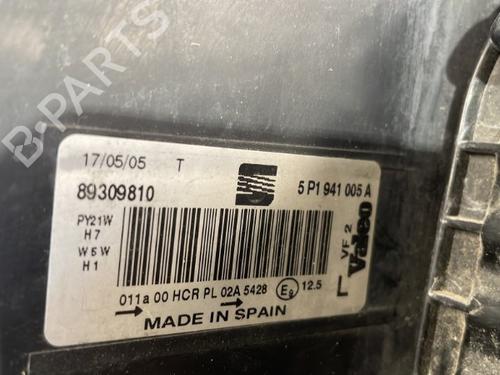 B-PARTS
17/05/05 T
89309810
5P1 941 005 A
PY21W
H7
W5W
H1
VF 2
Valeo
L
011a 00 HCR PL 02A 5428 E9 12.5
MADE IN SPAIN